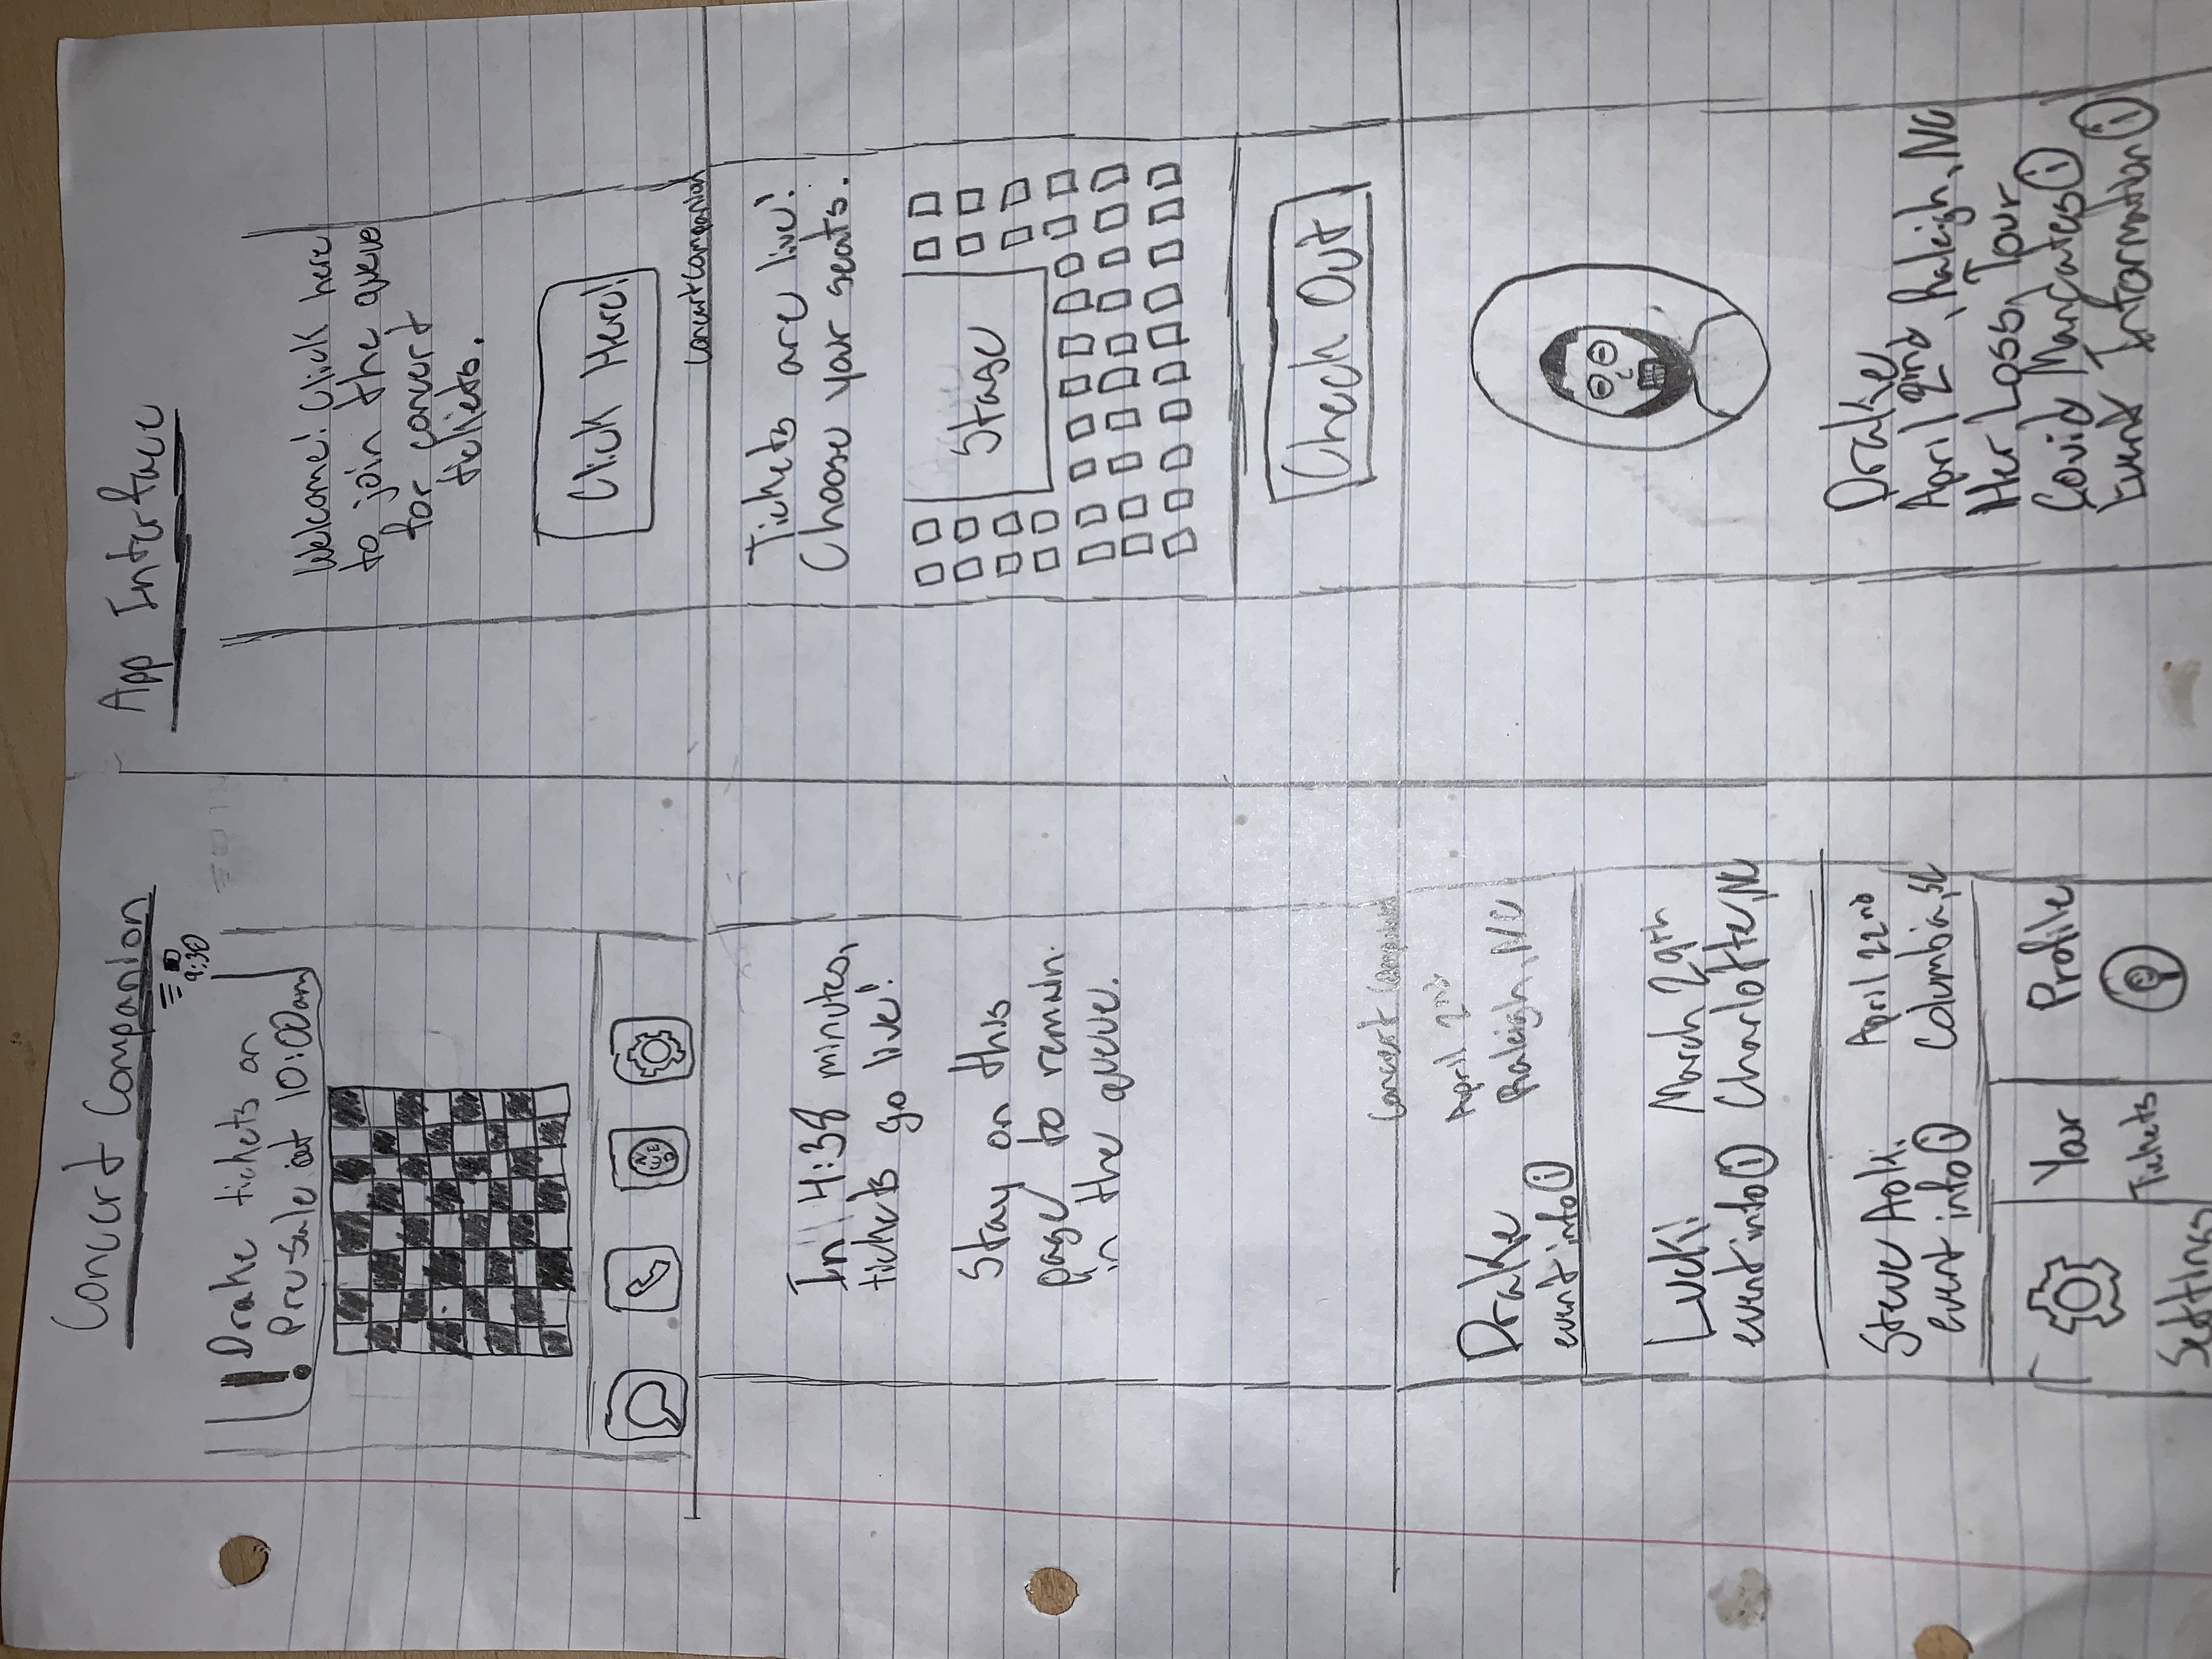 Concert Companion
App Interface
9:30
! Drake tickets on
Pre-sale at 10:00am
Welcome! Click here
to join the queue
for concert
tickets.
Click Here!
N
W E
In 4:38 minutes,
tickets go live!
Stay on this
page to remain
in the queue.
Concert Companion
Tickets are live!
Choose your seats.
Stage
Check Out
Concert Companion
Drake April 2nd
event info i Raleigh, NC
Lucki March 29th
event info i Charlotte, NC
Steve Aoki April 22nd
event info i Columbia, SC
Settings
Your
Tickets
Profile
Drake,
April 2nd, Raleigh, NC
Her Loss Tour
Covid Mandates i
Event Information i